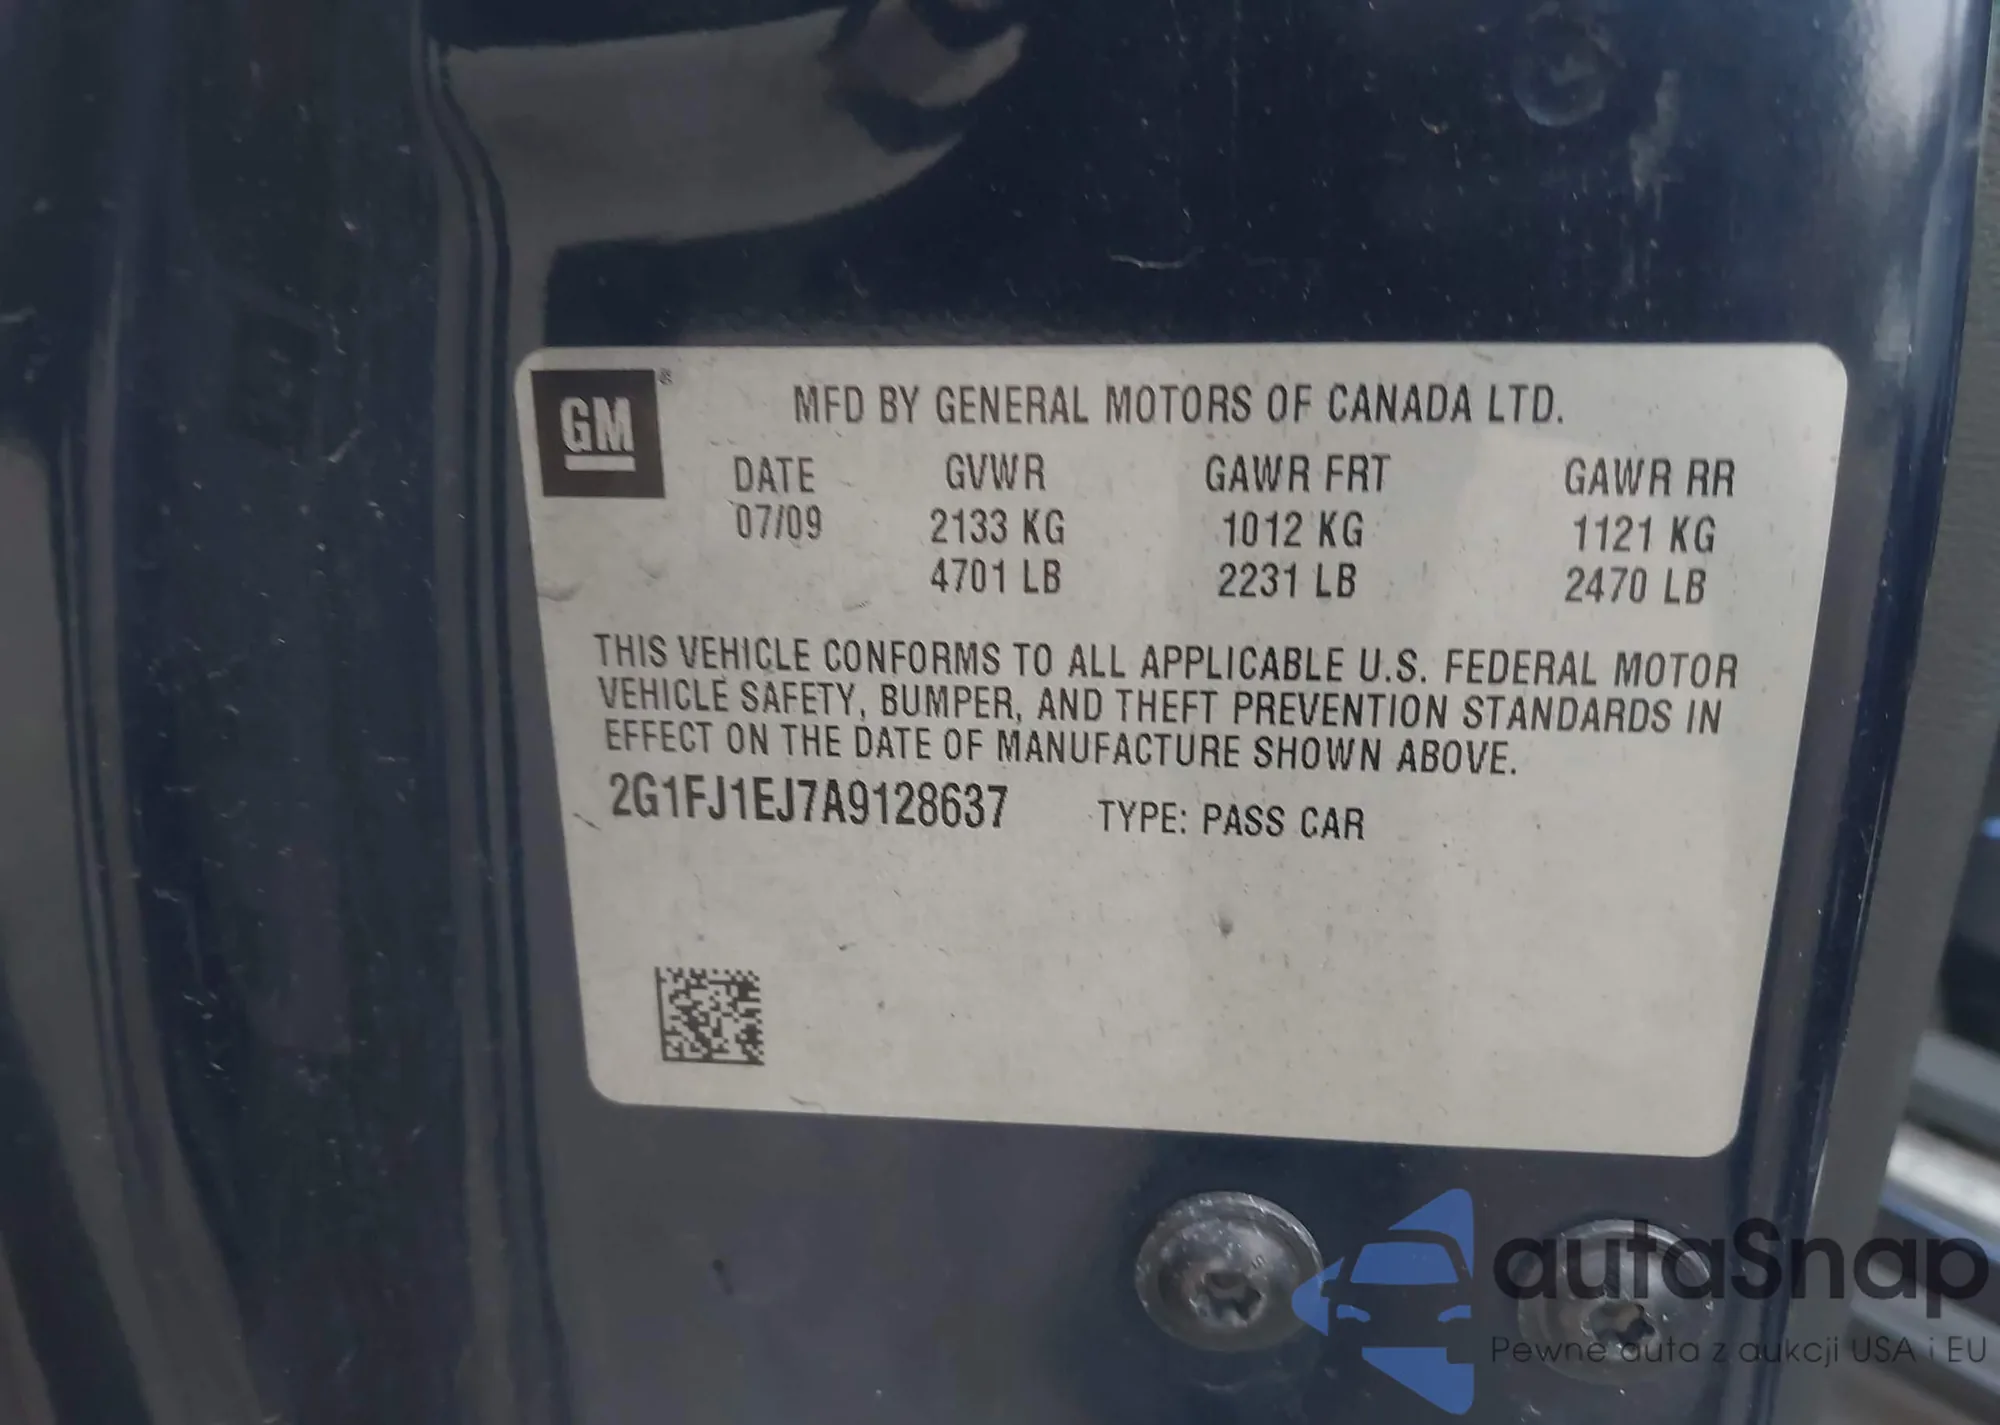 GM ®
MFD BY GENERAL MOTORS OF CANADA LTD.
DATE GVWR GAWR FRT GAWR RR
07/09 2133 KG 1012 KG 1121 KG
4701 LB 2231 LB 2470 LB
THIS VEHICLE CONFORMS TO ALL APPLICABLE U.S. FEDERAL MOTOR
VEHICLE SAFETY, BUMPER, AND THEFT PREVENTION STANDARDS IN
EFFECT ON THE DATE OF MANUFACTURE SHOWN ABOVE.
2G1FJ1EJ7A9128637 TYPE: PASS CAR
autaSnap
Pewne auta z aukcji USA i EU